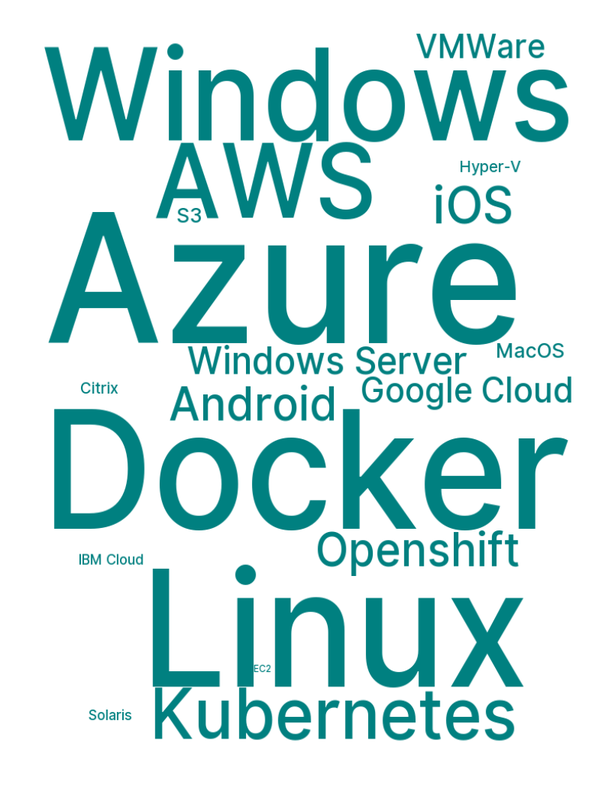 VMWare
Windows
AWS
Hyper-V
S3
iOS
Azure
Windows Server
MacOS
Citrix
Android
Google Cloud
Docker
Openshift
IBM Cloud
Linux
EC2
Solaris
Kubernetes